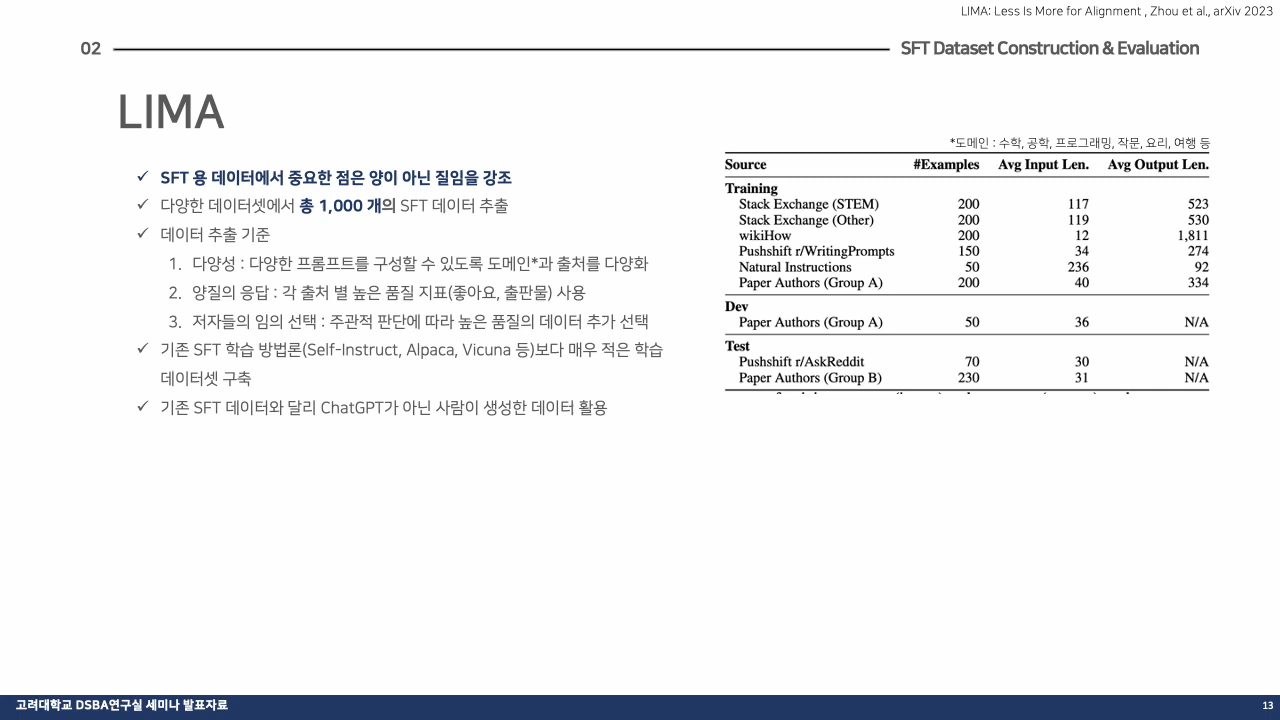 LIMA: Less Is More for Alignment , Zhou et al., arXiv 2023
02
SFT Dataset Construction & Evaluation
LIMA
✓ SFT 용 데이터에서 중요한 점은 양이 아닌 질임을 강조
✓ 다양한 데이터셋에서 총 1,000 개의 SFT 데이터 추출
✓ 데이터 추출 기준
1. 다양성 : 다양한 프롬프트를 구성할 수 있도록 도메인*과 출처를 다양화
2. 양질의 응답 : 각 출처 별 높은 품질 지표(좋아요, 출판물) 사용
3. 저자들의 임의 선택 : 주관적 판단에 따라 높은 품질의 데이터 추가 선택
✓ 기존 SFT 학습 방법론(Self-Instruct, Alpaca, Vicuna 등)보다 매우 적은 학습
데이터셋 구축
✓ 기존 SFT 데이터와 달리 ChatGPT가 아닌 사람이 생성한 데이터 활용
*도메인 : 수학, 공학, 프로그래밍, 작문, 요리, 여행 등
Source #Examples Avg Input Len. Avg Output Len.
Training
Stack Exchange (STEM) 200 117 523
Stack Exchange (Other) 200 119 530
wikiHow 200 12 1,811
Pushshift r/WritingPrompts 150 34 274
Natural Instructions 50 236 92
Paper Authors (Group A) 200 40 334
Dev
Paper Authors (Group A) 50 36 N/A
Test
Pushshift r/AskReddit 70 30 N/A
Paper Authors (Group B) 230 31 N/A
고려대학교 DSBA연구실 세미나 발표자료
13